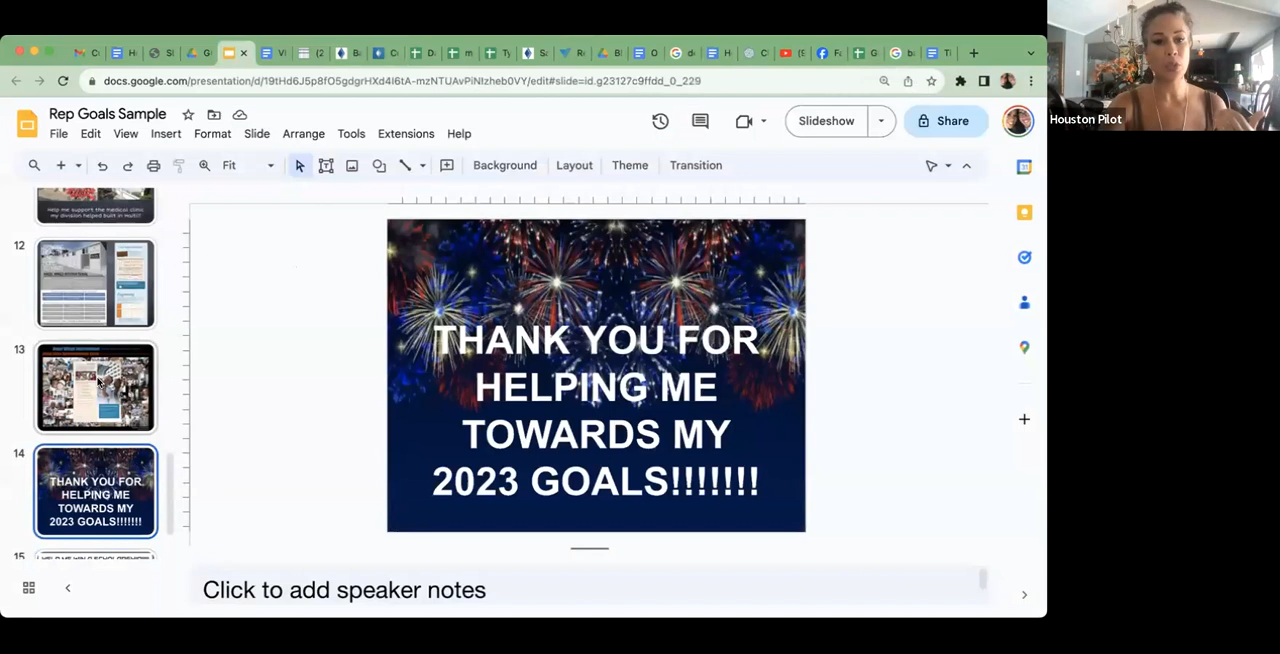 docs.google.com/presentation/d/19tHd6J5p8fO5gdgrHXd4I6tA-mzNTUAvPiNIzheb0VY/edit#slide=id.g23127c9ffdd_0_229
Houston Pilot
Rep Goals Sample
File Edit View Insert Format Slide Arrange Tools Extensions Help
Slideshow
Share
Fit
Background Layout Theme Transition
Help me support the medical clinic
my division helped built in Haiti!
12
13
14
THANK YOU FOR
HELPING ME
TOWARDS MY
2023 GOALS!!!!!!!
15
THANK YOU FOR
HELPING ME
TOWARDS MY
2023 GOALS!!!!!!!
Click to add speaker notes